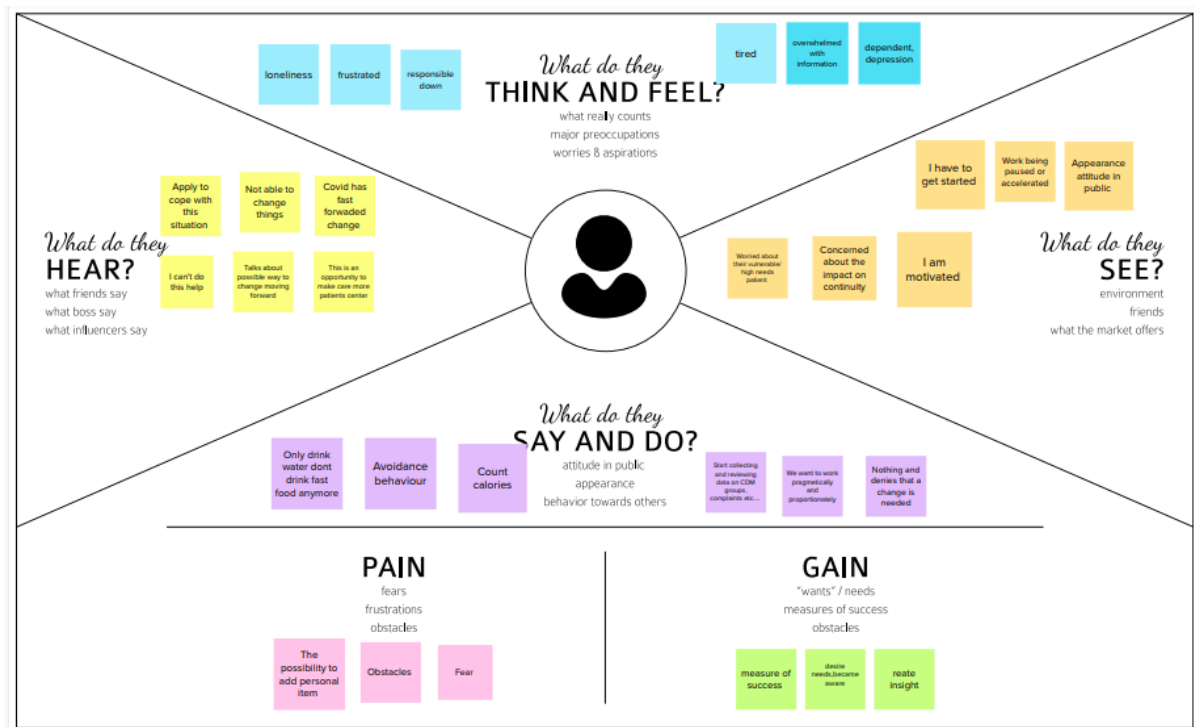 loneliness
frustrated
responsible
down
What do they
THINK AND FEEL?
what really counts
major preoccupations
worries & aspirations
tired
overwhelmed
with
information
dependent,
depression
What do they
HEAR?
what friends say
what boss say
what influencers say
Apply to
cope with
this
situation
Not able to
change
things
Covid has
fast
forwaded
change
I can't do
this help
Talks about
possible way to
change moving
forward
This is an
opportunity to
make care more
patients center
I have to
get started
Work being
paused or
accelerated
Appearance
attitude in
public
Worried about
their vulnerable/
high needs
patient
Concerned
about the
impact on
continuity
I am
motivated
What do they
SEE?
environment
friends
what the market offers
What do they
SAY AND DO?
attitude in public
appearance
behavior towards others
Only drink
water dont
drink fast
food anymore
Avoidance
behaviour
Count
calories
Start collecting
and reviewing
data on CDM
groups,
complaints etc...
We want to work
pragmetically
and
proportionately
Nothing and
denies that a
change is
needed
PAIN
fears
frustrations
obstacles
The
possibility to
add personal
item
Obstacles
Fear
GAIN
"wants" / needs
measures of success
obstacles
measure of
success
desire
needs,became
aware
reate
insight